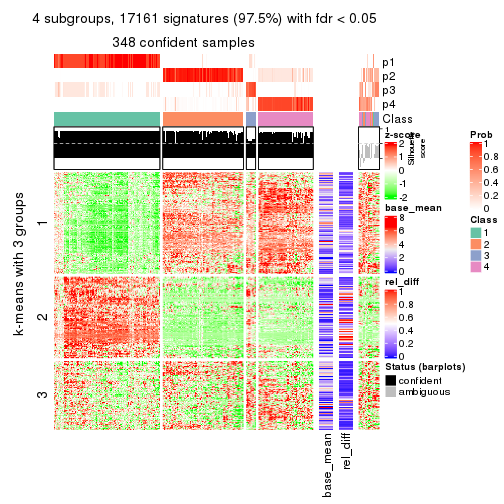 4 subgroups, 17161 signatures (97.5%) with fdr < 0.05
348 confident samples
p1
p2
p3
p4
Class
1
Silhouette
score
k-means with 3 groups
1
2
3
base_mean
rel_diff
z-score
2
1
0
-1
-2
base_mean
8
6
4
2
0
rel_diff
1
0.8
0.6
0.4
0.2
0
Status (barplots)
confident
ambiguous
Prob
1
0.8
0.6
0.4
0.2
0
Class
1
2
3
4